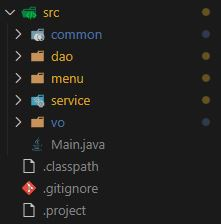 src
common
dao
menu
service
vo
Main.java
.classpath
.gitignore
.project